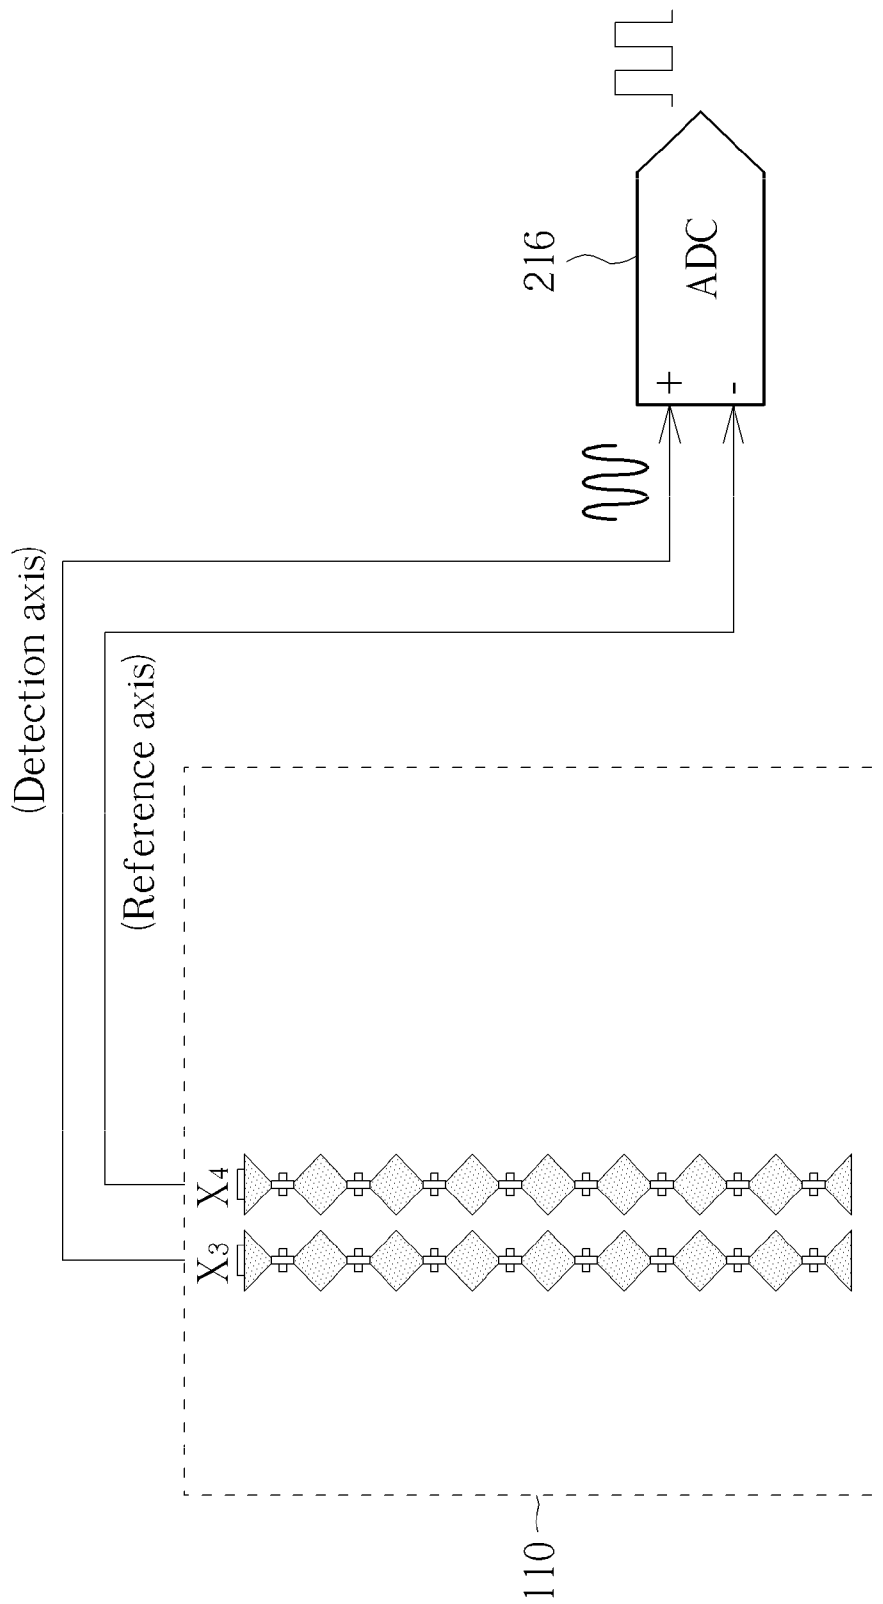 (Detection axis)
(Reference axis)
X3
X4
110
216
+
-
ADC